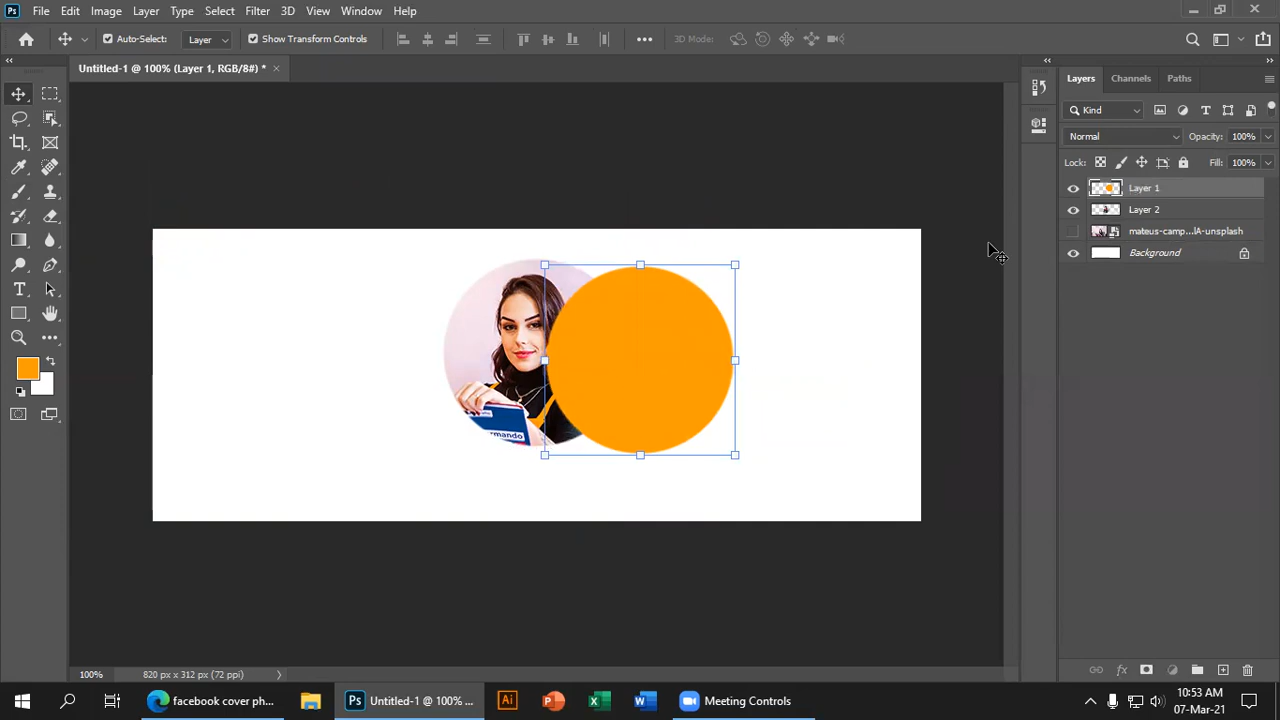 Ps File Edit Image Layer Type Select Filter 3D View Window Help
Auto-Select: Layer Show Transform Controls 3D Mode:
Untitled-1 @ 100% (Layer 1, RGB/8#) * ×
Layers Channels Paths
Kind
Normal Opacity: 100%
Lock: Fill: 100%
Layer 1
Layer 2
mateus-camp...lA-unsplash
Background
rmando
100% 820 px x 312 px (72 ppi)
facebook cover ph... Ps Untitled-1 @ 100% ... Ai Meeting Controls
10:53 AM
07-Mar-21